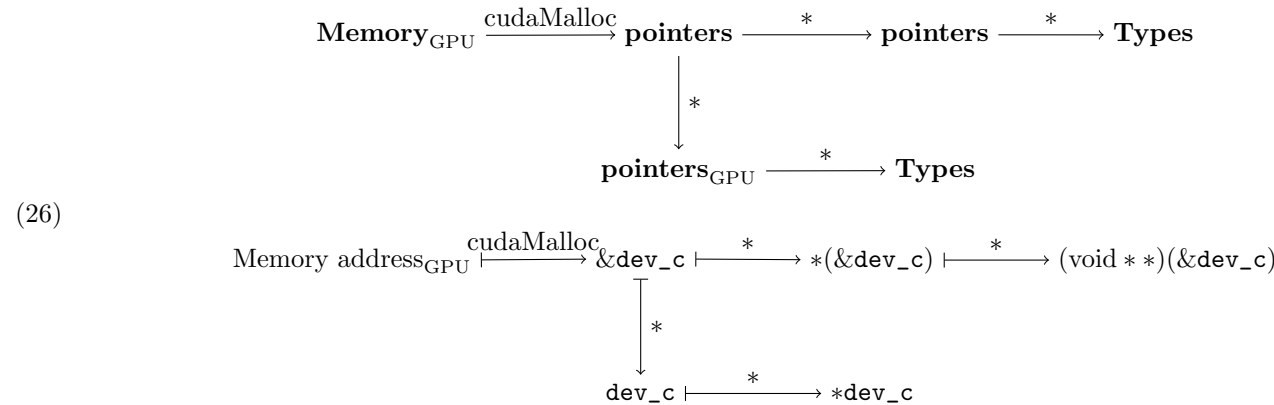 cudaMalloc * *
Memory_GPU pointers pointers Types
*
pointers_GPU * Types
(26)
cudaMalloc * *
Memory address_GPU &dev_c *(&dev_c) (void * *)(&dev_c)
*
dev_c * *dev_c